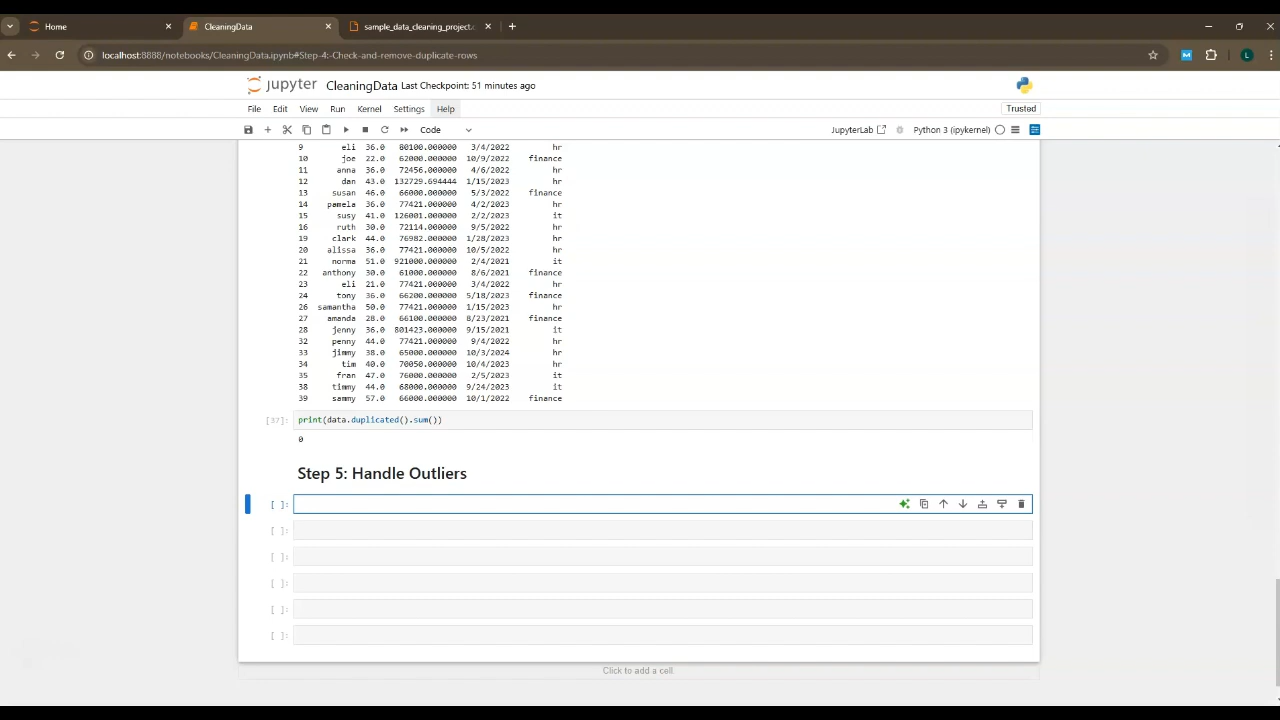 Home
CleaningData
sample_data_cleaning_project.c
localhost:8888/notebooks/CleaningData.ipynb#Step-4:-Check-and-remove-duplicate-rows
M
L
jupyter CleaningData Last Checkpoint: 51 minutes ago
File Edit View Run Kernel Settings Help
Trusted
Code
JupyterLab
Python 3 (ipykernel)
9 eli 36.0 80100.000000 3/4/2022 hr
10 joe 22.0 62000.000000 10/9/2022 finance
11 anna 36.0 72456.000000 4/6/2022 hr
12 dan 43.0 132729.694444 1/15/2023 hr
13 susan 46.0 66000.000000 5/3/2022 finance
14 pamela 36.0 77421.000000 4/2/2023 hr
15 susy 41.0 126001.000000 2/2/2023 it
16 ruth 30.0 72114.000000 9/5/2022 hr
19 clark 44.0 76982.000000 1/28/2023 hr
20 alissa 36.0 77421.000000 10/5/2022 hr
21 norma 51.0 921000.000000 2/4/2021 it
22 anthony 30.0 61000.000000 8/6/2021 finance
23 eli 21.0 77421.000000 3/4/2022 hr
24 tony 36.0 66200.000000 5/18/2023 finance
26 samantha 50.0 77421.000000 1/15/2023 hr
27 amanda 28.0 66100.000000 8/23/2021 finance
28 jenny 36.0 801423.000000 9/15/2021 it
32 penny 44.0 77421.000000 9/4/2022 hr
33 jimmy 38.0 65000.000000 10/3/2024 hr
34 tim 40.0 70050.000000 10/4/2023 hr
35 fran 47.0 76000.000000 2/5/2023 it
38 timmy 44.0 68000.000000 9/24/2023 it
39 sammy 57.0 66000.000000 10/1/2022 finance
[37]: print(data.duplicated().sum())
0
Step 5: Handle Outliers
[ ]:
[ ]:
[ ]:
[ ]:
[ ]:
[ ]:
Click to add a cell.